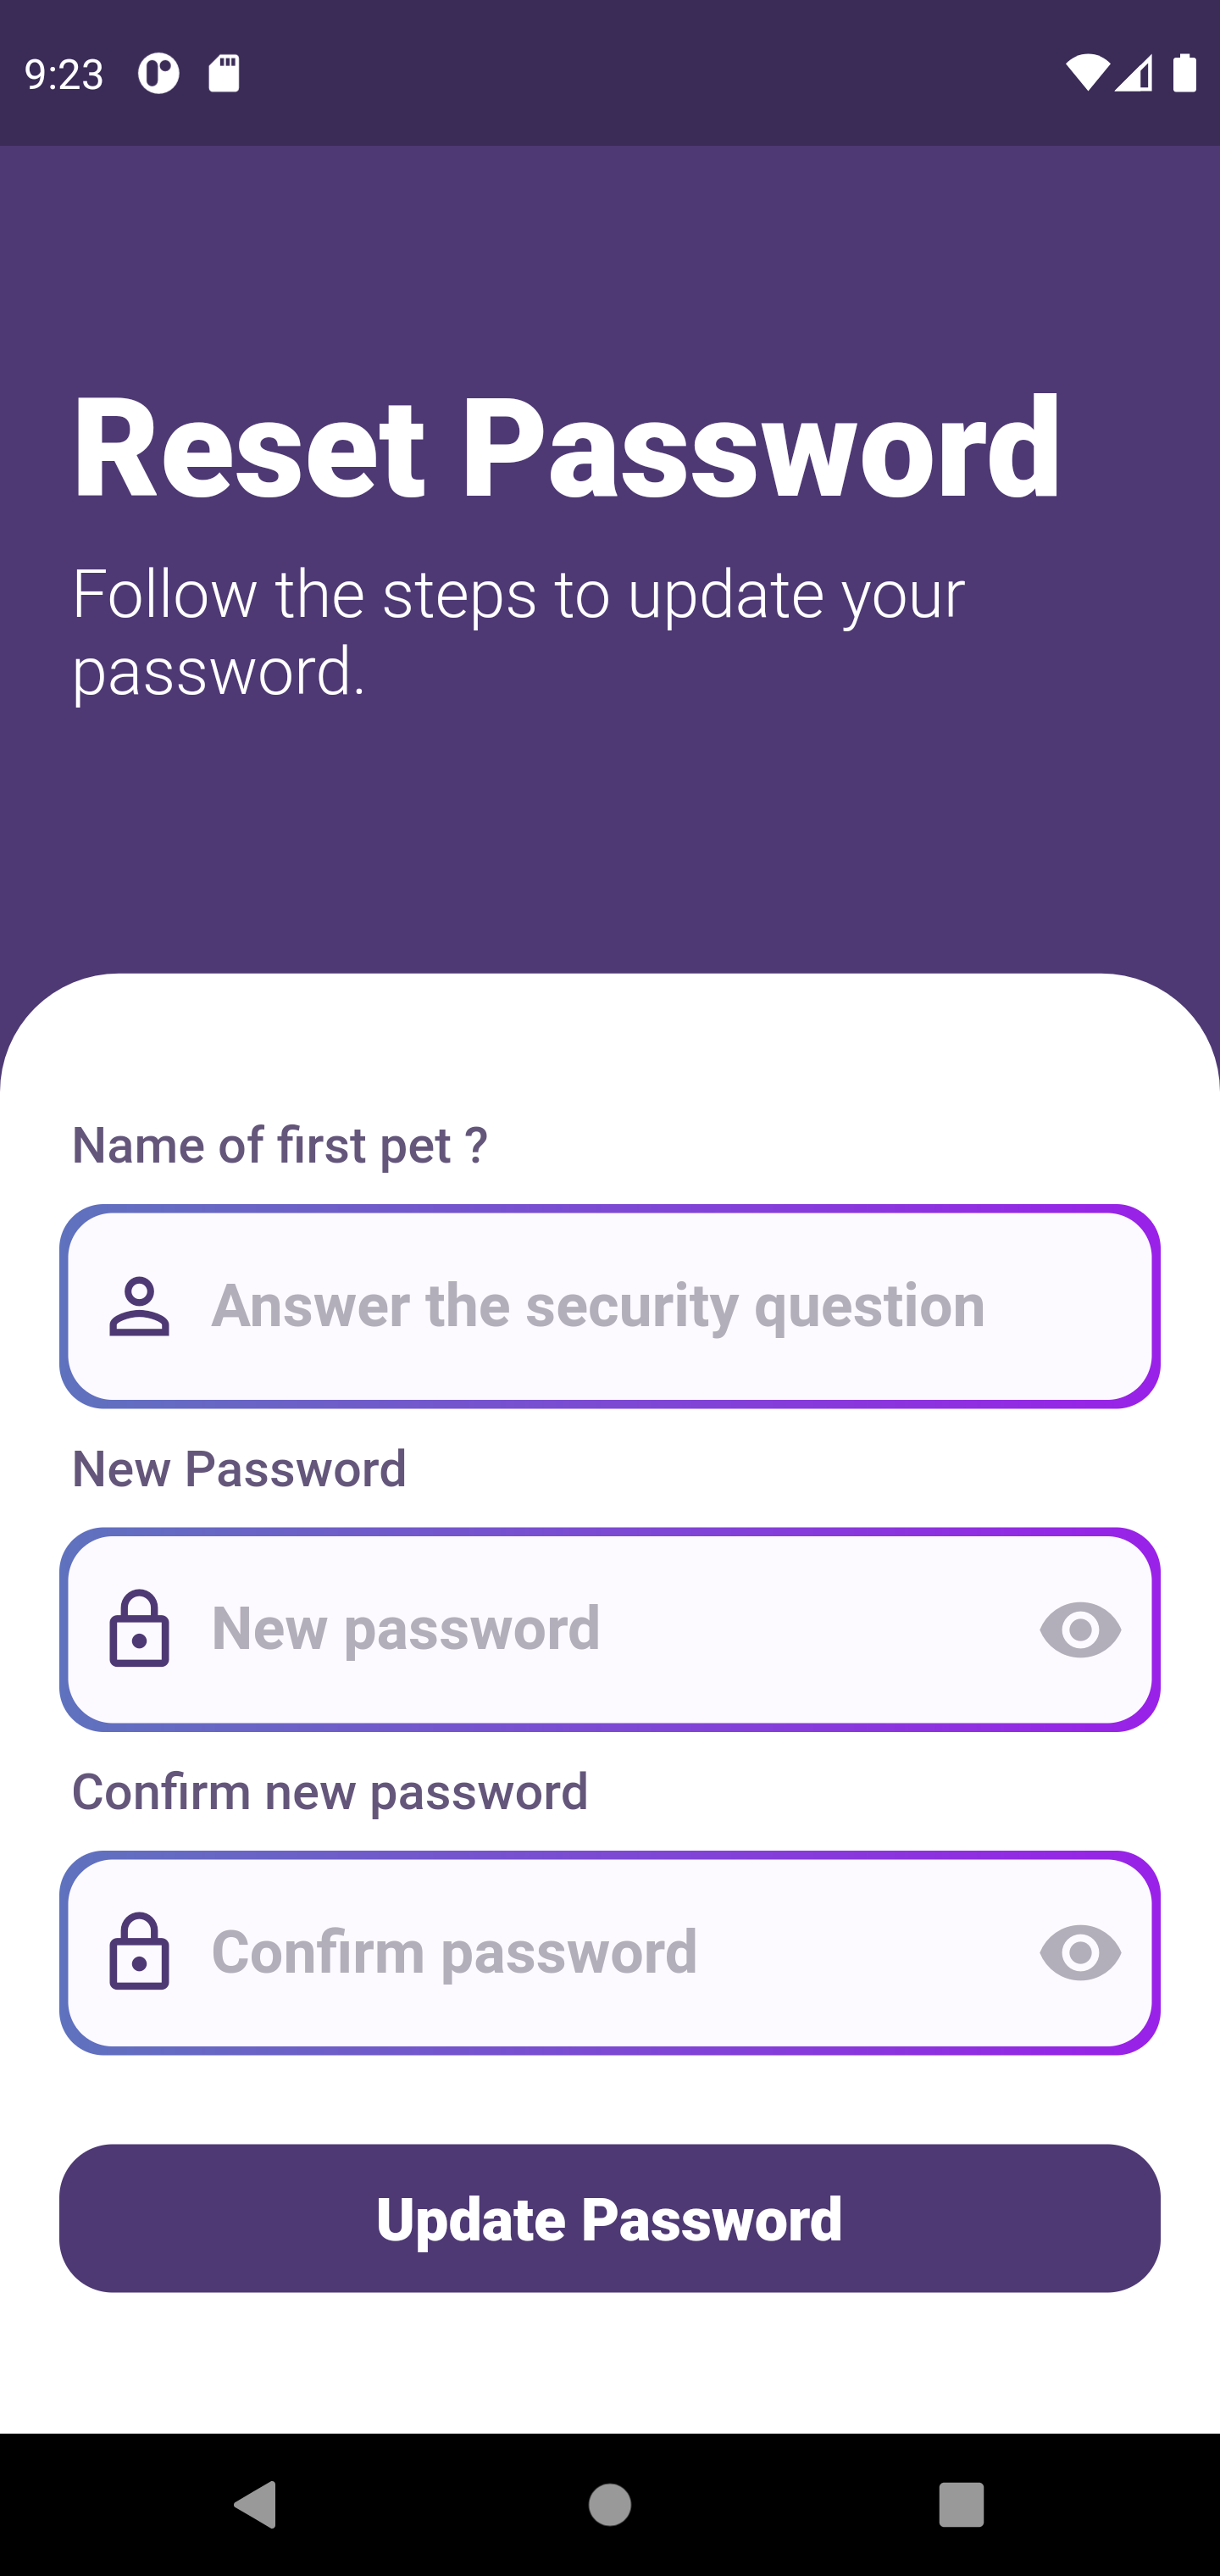 9:23
Reset Password
Follow the steps to update your
password.
Name of first pet ?
Answer the security question
New Password
New password
Confirm new password
Confirm password
Update Password